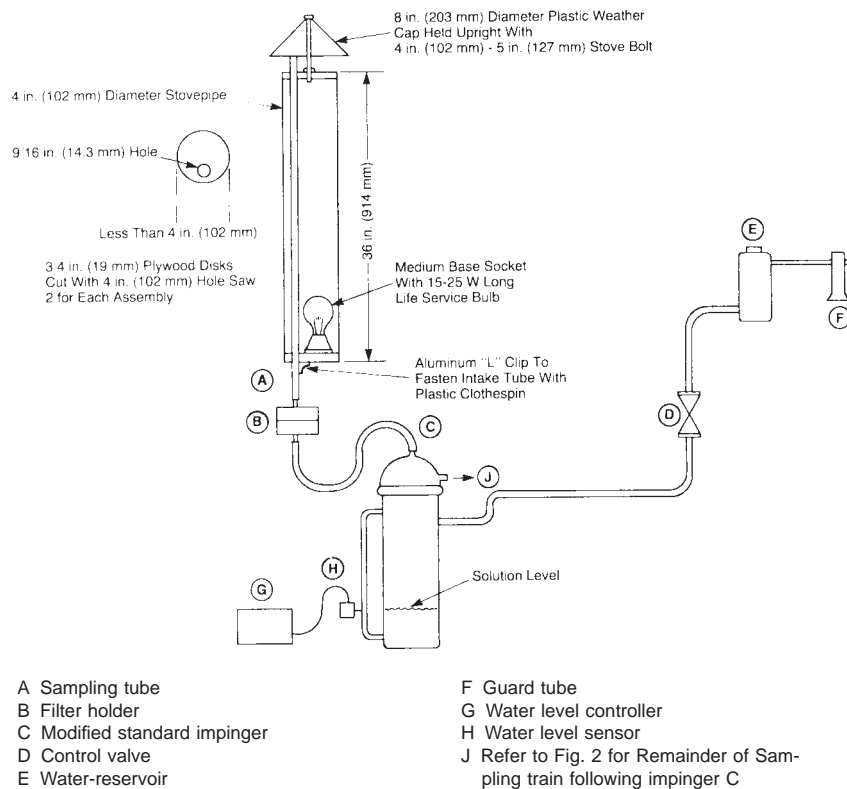 8 in. (203 mm) Diameter Plastic Weather
Cap Held Upright With
4 in. (102 mm) - 5 in. (127 mm) Stove Bolt
4 in. (102 mm) Diameter Stovepipe
9/16 in. (14.3 mm) Hole
Less Than 4 in. (102 mm)
3 4 in. (19 mm) Plywood Disks
Cut With 4 in. (102 mm) Hole Saw
2 for Each Assembly
36 in. (914 mm)
Medium Base Socket
With 15-25 W Long
Life Service Bulb
Aluminum "L" Clip To
Fasten Intake Tube With
Plastic Clothespin
A
B
C
D
E
F
J
H
G
Solution Level
A Sampling tube
B Filter holder
C Modified standard impinger
D Control valve
E Water-reservoir
F Guard tube
G Water level controller
H Water level sensor
J Refer to Fig. 2 for Remainder of Sam-
pling train following impinger C